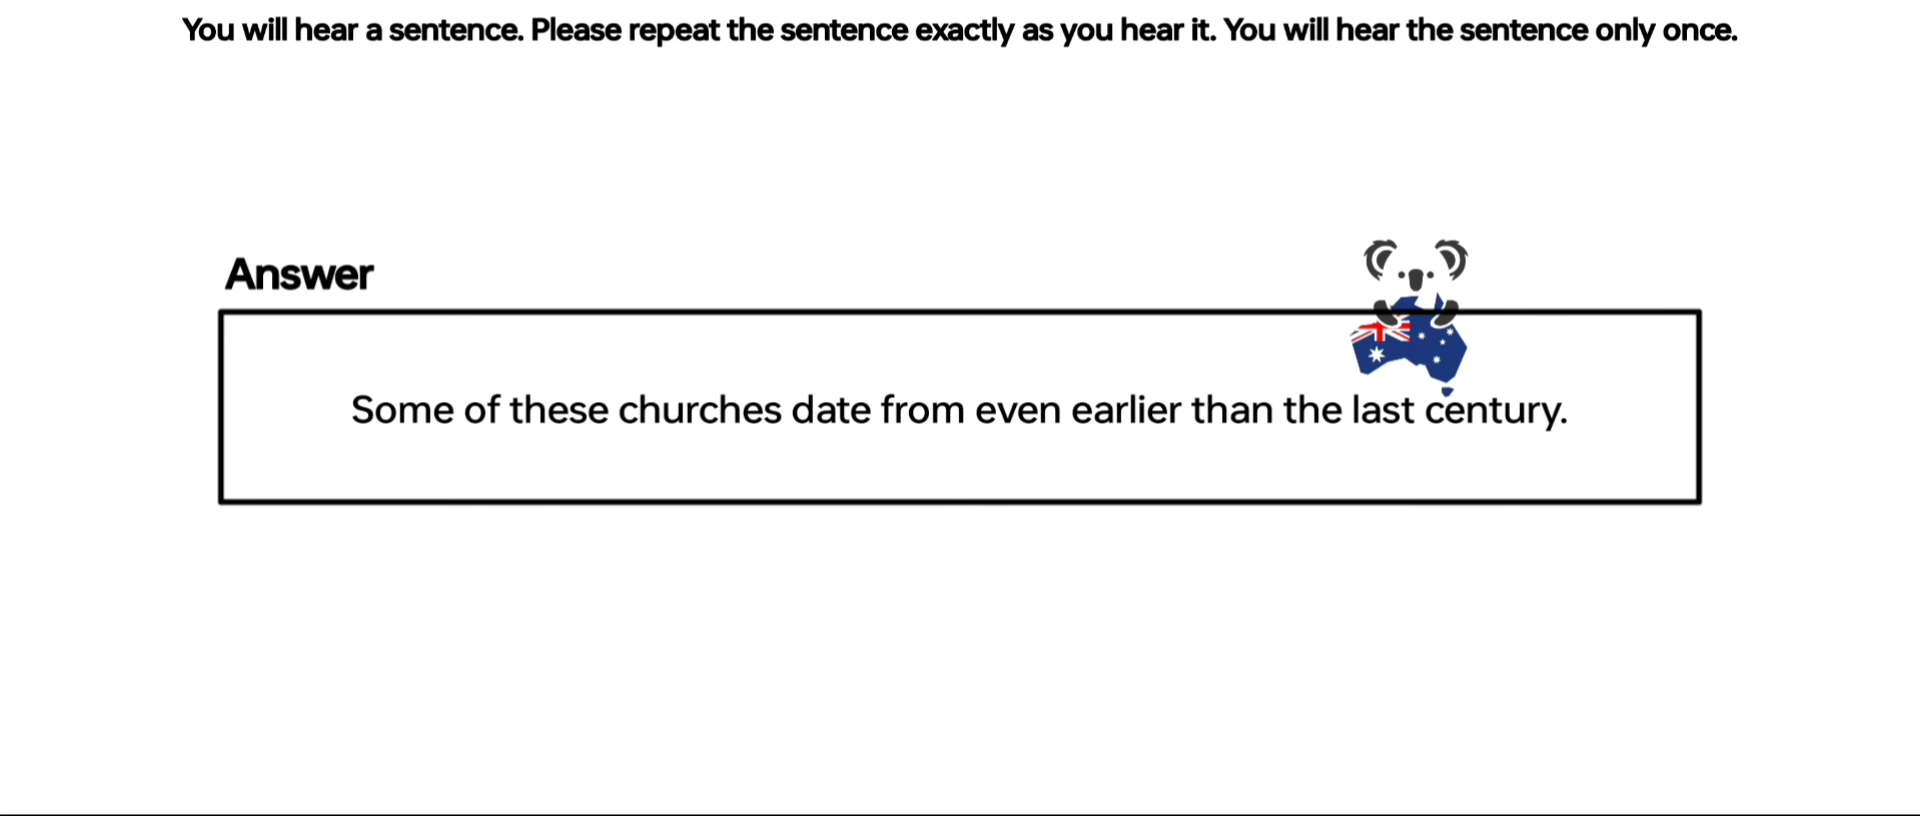 You will hear a sentence. Please repeat the sentence exactly as you hear it. You will hear the sentence only once.
Answer
Some of these churches date from even earlier than the last century.